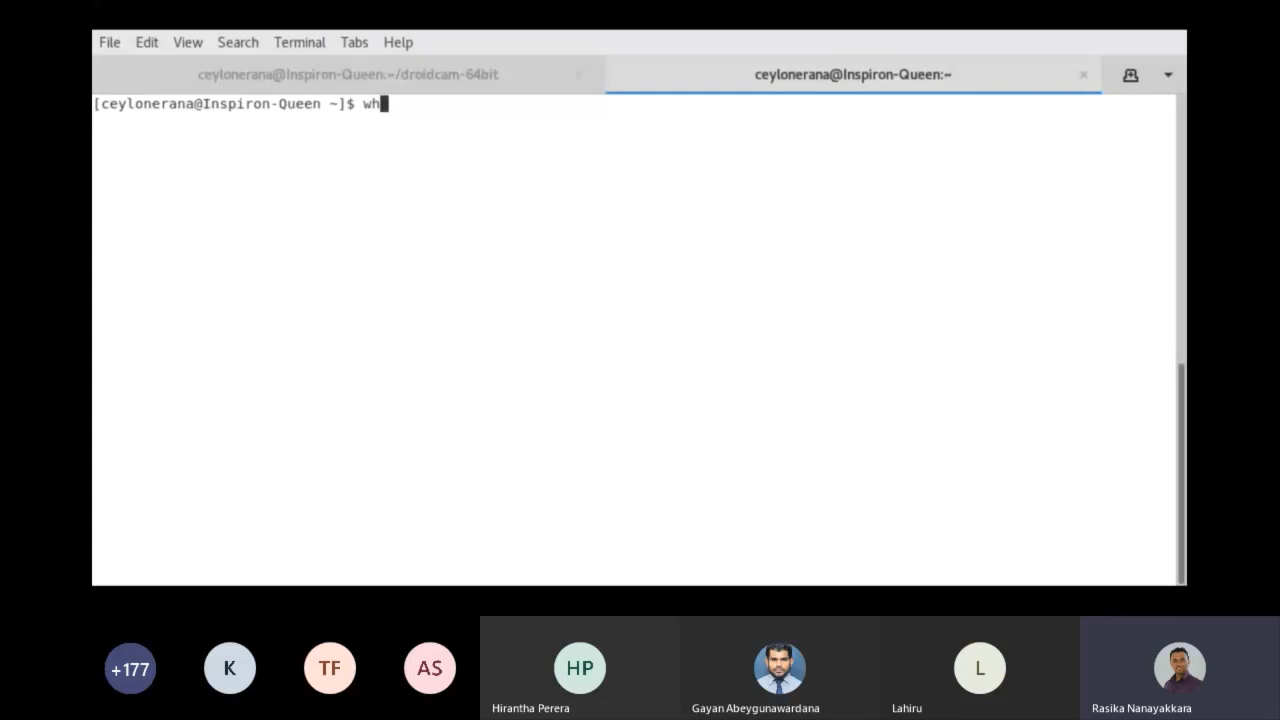 File Edit View Search Terminal Tabs Help
ceylonerana@Inspiron-Queen:~/droidcam-64bit
ceylonerana@Inspiron-Queen:~
[ceylonerana@Inspiron-Queen ~]$ wh
+177
K
TF
AS
HP
L
Hirantha Perera
Gayan Abeygunawardana
Lahiru
Rasika Nanayakkara